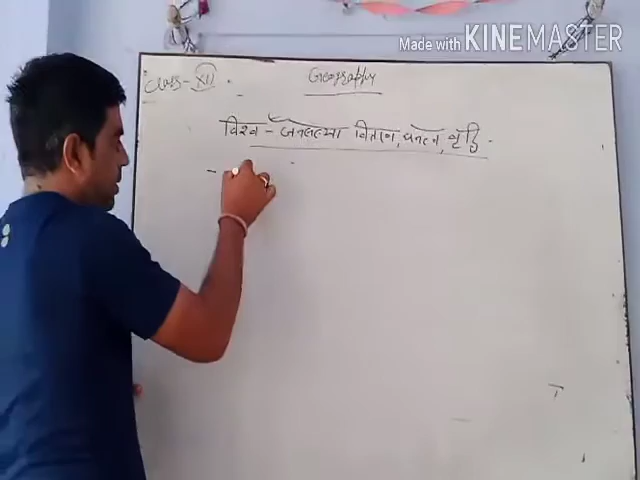 Made with KINEMASTER
Class - XII Geography
विश्व - जनसंख्या वितरण, घनत्व, वृद्धि